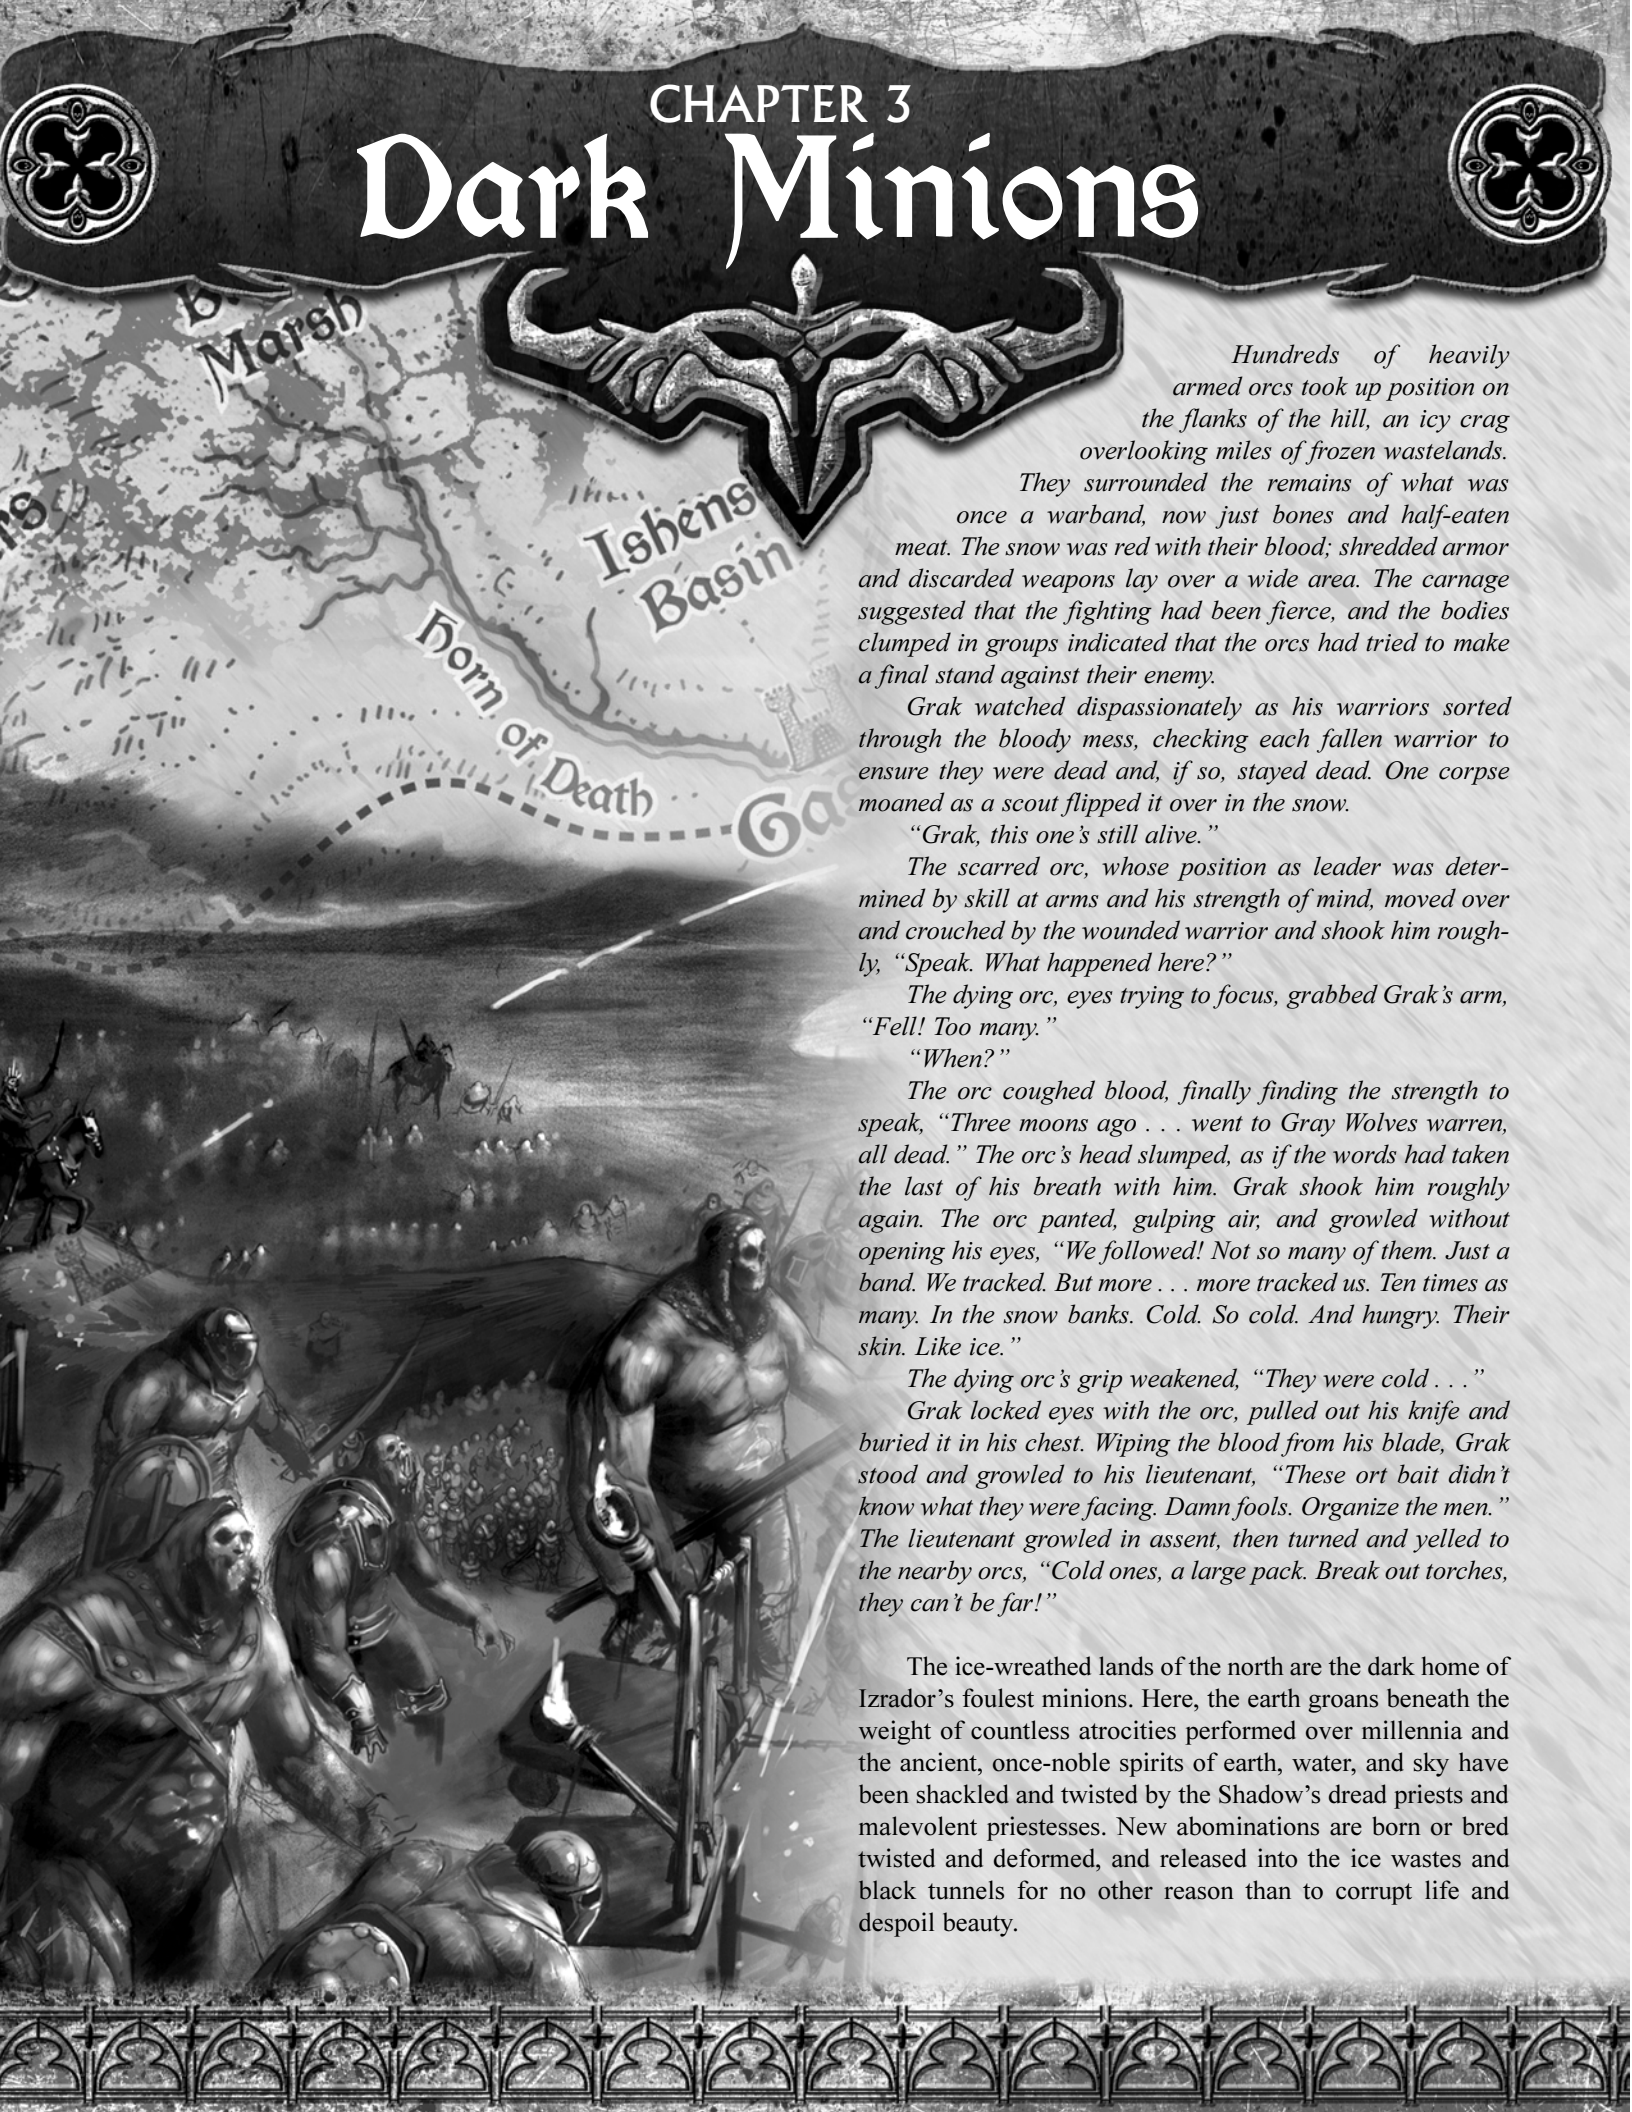 CHAPTER 3
Dark Minions
Marsh
Ishens
Basin
Horn of Death
Hundreds of heavily
armed orcs took up position on
the flanks of the hill, an icy crag
overlooking miles of frozen wastelands.
They surrounded the remains of what was
once a warband, now just bones and half-eaten
meat. The snow was red with their blood; shredded armor
and discarded weapons lay over a wide area. The carnage
suggested that the fighting had been fierce, and the bodies
clumped in groups indicated that the orcs had tried to make
a final stand against their enemy.
Grak watched dispassionately as his warriors sorted
through the bloody mess, checking each fallen warrior to
ensure they were dead and, if so, stayed dead. One corpse
moaned as a scout flipped it over in the snow.
“Grak, this one’s still alive.”
The scarred orc, whose position as leader was deter-
mined by skill at arms and his strength of mind, moved over
and crouched by the wounded warrior and shook him rough-
ly, “Speak. What happened here?”
The dying orc, eyes trying to focus, grabbed Grak’s arm,
“Fell! Too many.”
“When?”
The orc coughed blood, finally finding the strength to
speak, “Three moons ago . . . went to Gray Wolves warren,
all dead.” The orc’s head slumped, as if the words had taken
the last of his breath with him. Grak shook him roughly
again. The orc panted, gulping air, and growled without
opening his eyes, “We followed! Not so many of them. Just a
band. We tracked. But more . . . more tracked us. Ten times as
many. In the snow banks. Cold. So cold. And hungry. Their
skin. Like ice.”
The dying orc’s grip weakened, “They were cold . . .”
Grak locked eyes with the orc, pulled out his knife and
buried it in his chest. Wiping the blood from his blade, Grak
stood and growled to his lieutenant, “These ort bait didn’t
know what they were facing. Damn fools. Organize the men.”
The lieutenant growled in assent, then turned and yelled to
the nearby orcs, “Cold ones, a large pack. Break out torches,
they can’t be far!”
The ice-wreathed lands of the north are the dark home of
Izrador’s foulest minions. Here, the earth groans beneath the
weight of countless atrocities performed over millennia and
the ancient, once-noble spirits of earth, water, and sky have
been shackled and twisted by the Shadow’s dread priests and
malevolent priestesses. New abominations are born or bred
twisted and deformed, and released into the ice wastes and
black tunnels for no other reason than to corrupt life and
despoil beauty.